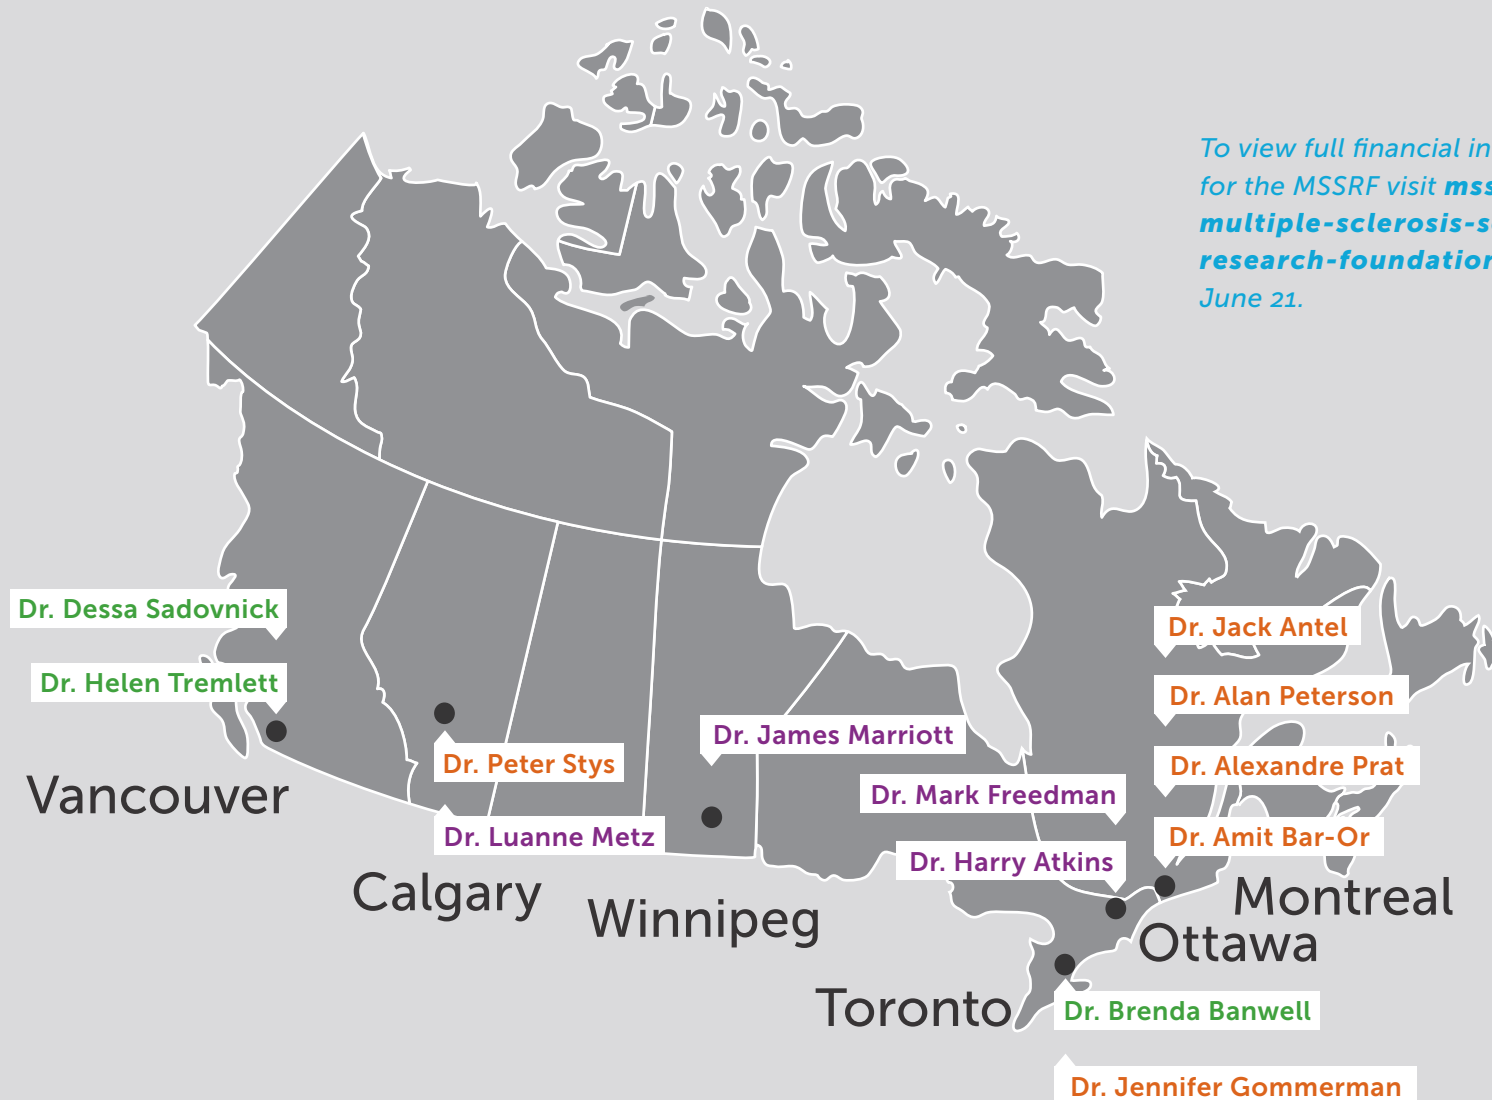 To view full financial in
for the MSSRF visit mss
multiple-sclerosis-s
research-foundation
June 21.
Dr. Dessa Sadovnick
Dr. Helen Tremlett
Vancouver
Dr. Peter Stys
Dr. Luanne Metz
Calgary
Dr. James Marriott
Winnipeg
Dr. Mark Freedman
Dr. Harry Atkins
Ottawa
Dr. Jack Antel
Dr. Alan Peterson
Dr. Alexandre Prat
Dr. Amit Bar-Or
Montreal
Toronto
Dr. Brenda Banwell
Dr. Jennifer Gommerman